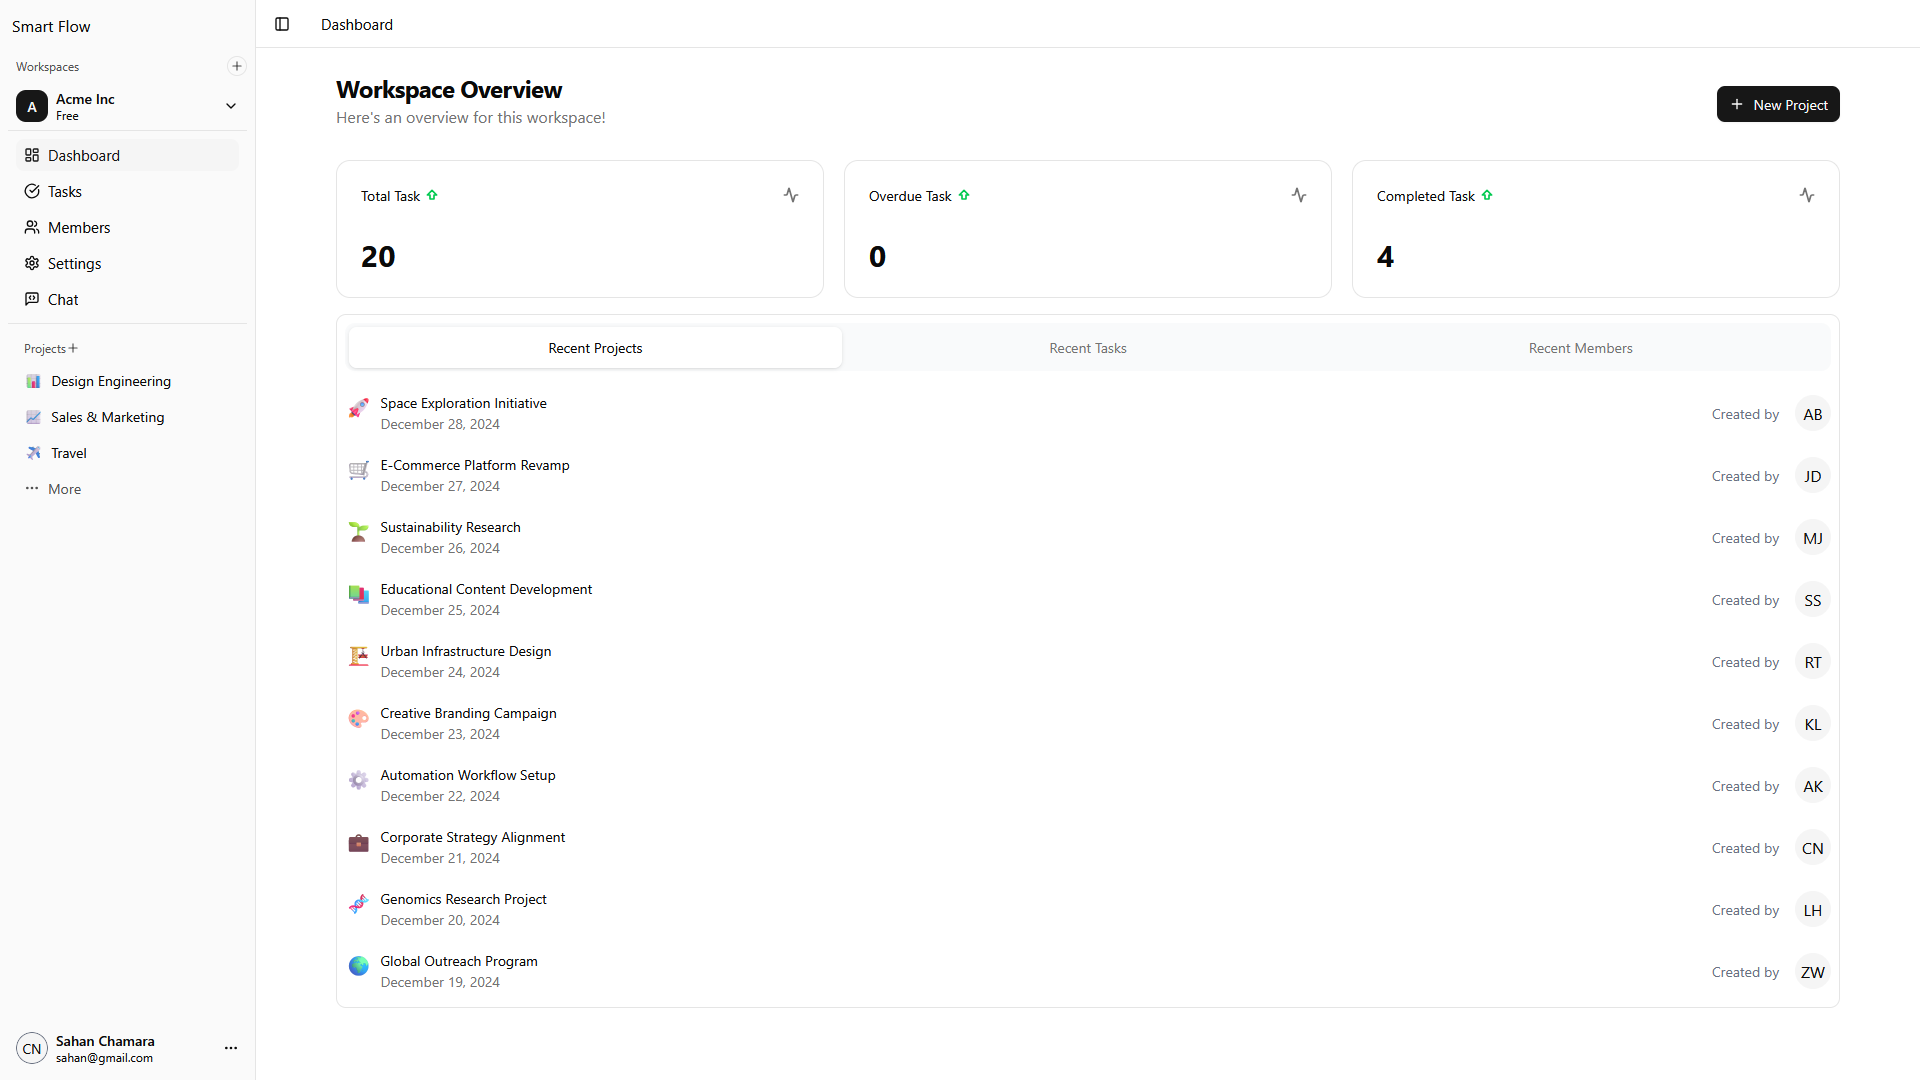 Smart Flow
Workspaces
A
Acme Inc
Free
Dashboard
Tasks
Members
Settings
Chat
Projects
Design Engineering
Sales & Marketing
Travel
More
CN
Sahan Chamara
sahan@gmail.com
Dashboard
Workspace Overview
Here's an overview for this workspace!
New Project
Total Task
20
Overdue Task
0
Completed Task
4
Recent Projects
Recent Tasks
Recent Members
Space Exploration Initiative
December 28, 2024
Created by AB
E-Commerce Platform Revamp
December 27, 2024
Created by JD
Sustainability Research
December 26, 2024
Created by MJ
Educational Content Development
December 25, 2024
Created by SS
Urban Infrastructure Design
December 24, 2024
Created by RT
Creative Branding Campaign
December 23, 2024
Created by KL
Automation Workflow Setup
December 22, 2024
Created by AK
Corporate Strategy Alignment
December 21, 2024
Created by CN
Genomics Research Project
December 20, 2024
Created by LH
Global Outreach Program
December 19, 2024
Created by ZW